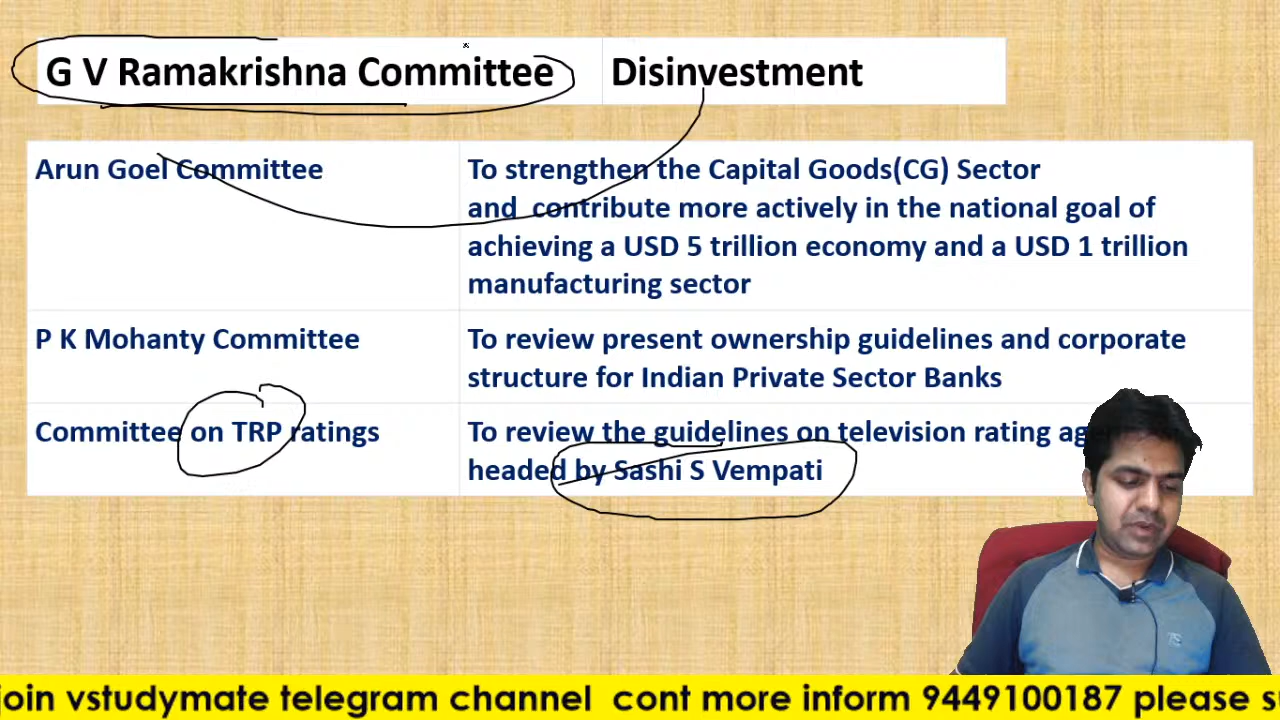 G V Ramakrishna Committee Disinvestment
Arun Goel Committee
To strengthen the Capital Goods(CG) Sector
and contribute more actively in the national goal of
achieving a USD 5 trillion economy and a USD 1 trillion
manufacturing sector
P K Mohanty Committee
To review present ownership guidelines and corporate
structure for Indian Private Sector Banks
Committee on TRP ratings
To review the guidelines on television rating
headed by Sashi S Vempati
join vstudymate telegram channel cont more inform 9449100187 please